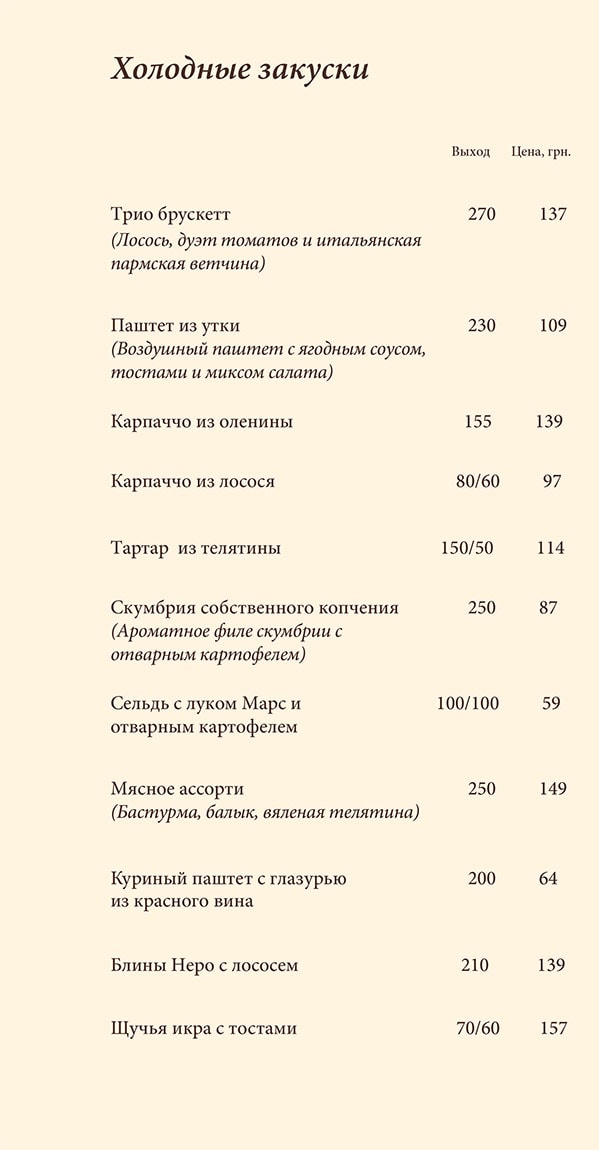 Холодные закуски
Выход Цена, грн.
Трио брускетт 270 137
(Лосось, дуэт томатов и итальянская
пармская ветчина)
Паштет из утки 230 109
(Воздушный паштет с ягодным соусом,
тостами и миксом салата)
Карпаччо из оленины 155 139
Карпаччо из лосося 80/60 97
Тартар из телятины 150/50 114
Скумбрия собственного копчения 250 87
(Ароматное филе скумбрии с
отварным картофелем)
Сельдь с луком Марс и 100/100 59
отварным картофелем
Мясное ассорти 250 149
(Бастурма, балык, вяленая телятина)
Куриный паштет с глазурью 200 64
из красного вина
Блины Неро с лососем 210 139
Щучья икра с тостами 70/60 157